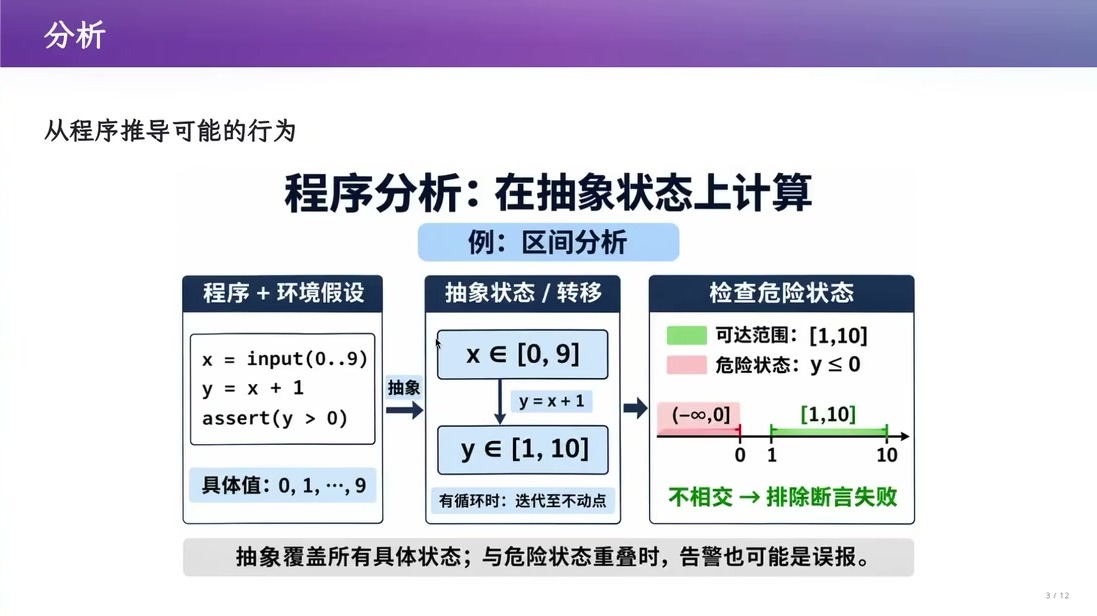 分析
从程序推导可能的行为
程序分析：在抽象状态上计算
例：区间分析
程序 + 环境假设
x = input(0..9)
y = x + 1
assert(y > 0)
具体值：0, 1, ⋯, 9
抽象
抽象状态 / 转移
x ∈ [0, 9]
y = x + 1
y ∈ [1, 10]
有循环时：迭代至不动点
检查危险状态
可达范围：[1,10]
危险状态：y ≤ 0
(−∞,0]
[1,10]
0 1 10
不相交 → 排除断言失败
抽象覆盖所有具体状态；与危险状态重叠时，告警也可能是误报。
3 / 12